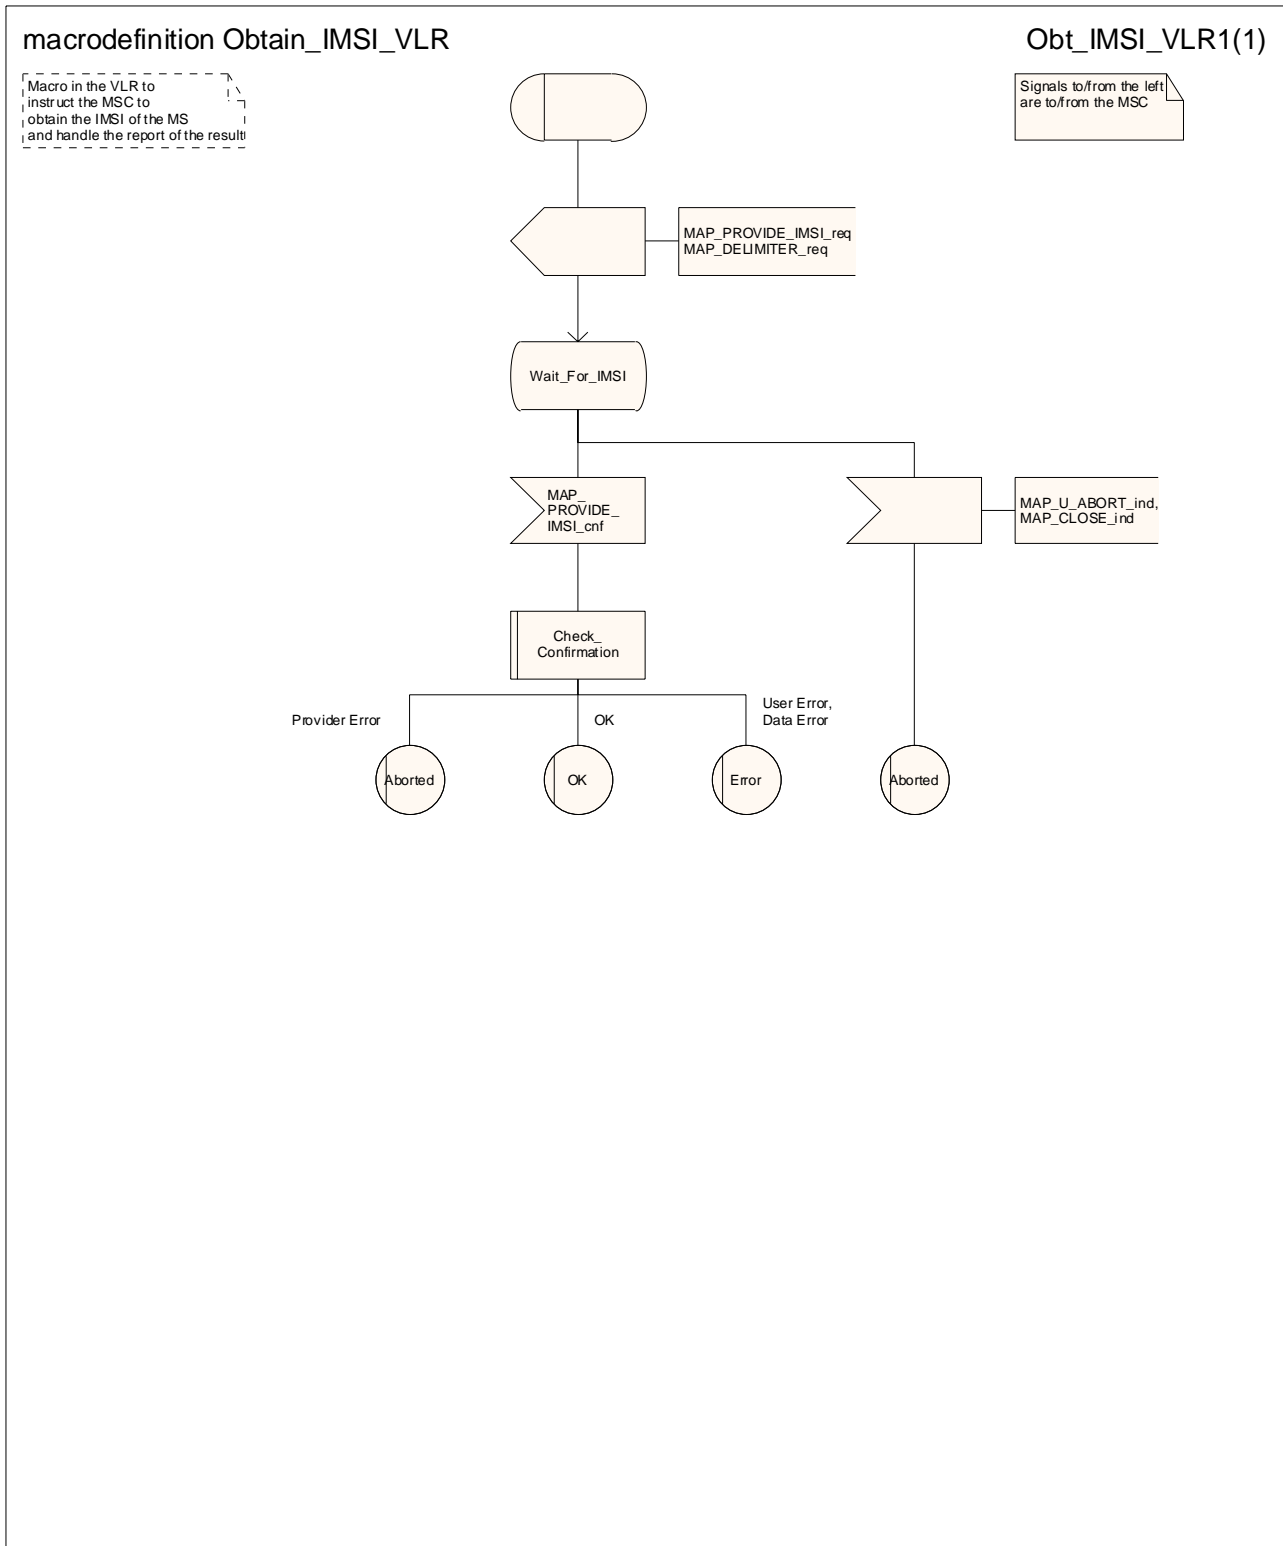 macrodefinition Obtain_IMSI_VLR
Obt_IMSI_VLR1(1)
Macro in the VLR to
instruct the MSC to
obtain the IMSI of the MS
and handle the report of the result
Signals to/from the left
are to/from the MSC
MAP_PROVIDE_IMSI_req
MAP_DELIMITER_req
Wait_For_IMSI
MAP_
PROVIDE_
IMSI_cnf
MAP_U_ABORT_ind,
MAP_CLOSE_ind
Check_
Confirmation
Provider Error
OK
User Error,
Data Error
Aborted
OK
Error
Aborted